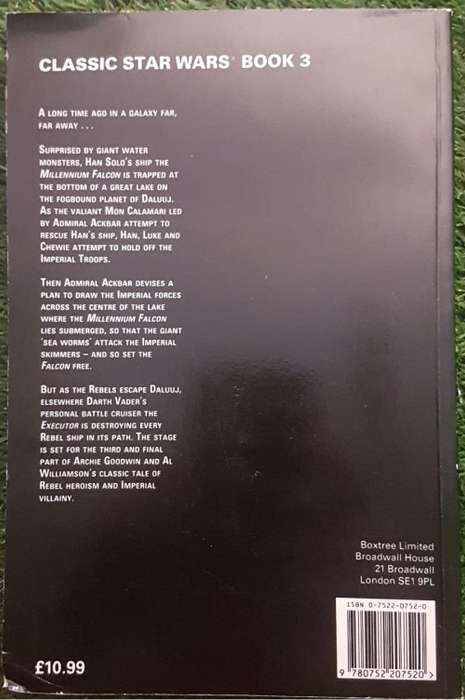 CLASSIC STAR WARS® BOOK 3
A LONG TIME AGO IN A GALAXY FAR,
FAR AWAY . . .
SURPRISED BY GIANT WATER
MONSTERS, HAN SOLO'S SHIP THE
MILLENNIUM FALCON IS TRAPPED AT
THE BOTTOM OF A GREAT LAKE ON
THE FOGBOUND PLANET OF DALUUJ.
AS THE VALIANT MON CALAMARI LED
BY ADMIRAL ACKBAR ATTEMPT TO
RESCUE HAN'S SHIP, HAN, LUKE AND
CHEWIE ATTEMPT TO HOLD OFF THE
IMPERIAL TROOPS.
THEN ADMIRAL ACKBAR DEVISES A
PLAN TO DRAW THE IMPERIAL FORCES
ACROSS THE CENTRE OF THE LAKE
WHERE THE MILLENNIUM FALCON
LIES SUBMERGED, SO THAT THE GIANT
'SEA WORMS' ATTACK THE IMPERIAL
SKIMMERS – AND SO SET THE
FALCON FREE.
BUT AS THE REBELS ESCAPE DALUUJ,
ELSEWHERE DARTH VADER'S
PERSONAL BATTLE CRUISER THE
EXECUTOR IS DESTROYING EVERY
REBEL SHIP IN ITS PATH. THE STAGE
IS SET FOR THE THIRD AND FINAL
PART OF ARCHIE GOODWIN AND AL
WILLIAMSON'S CLASSIC TALE OF
REBEL HEROISM AND IMPERIAL
VILLAINY.
Boxtree Limited
Broadwall House
21 Broadwall
London SE1 9PL
ISBN 0-7522-0752-0
9 780752 207520 >
£10.99